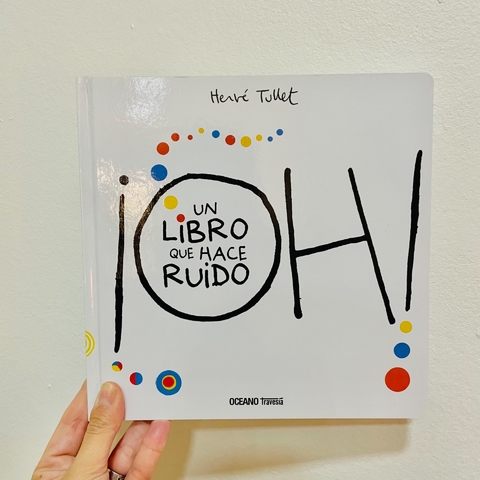 Hervé Tullet
¡OH!
UN
LiBRO
QUE HACE
RUiDO
OCEANO Travesía